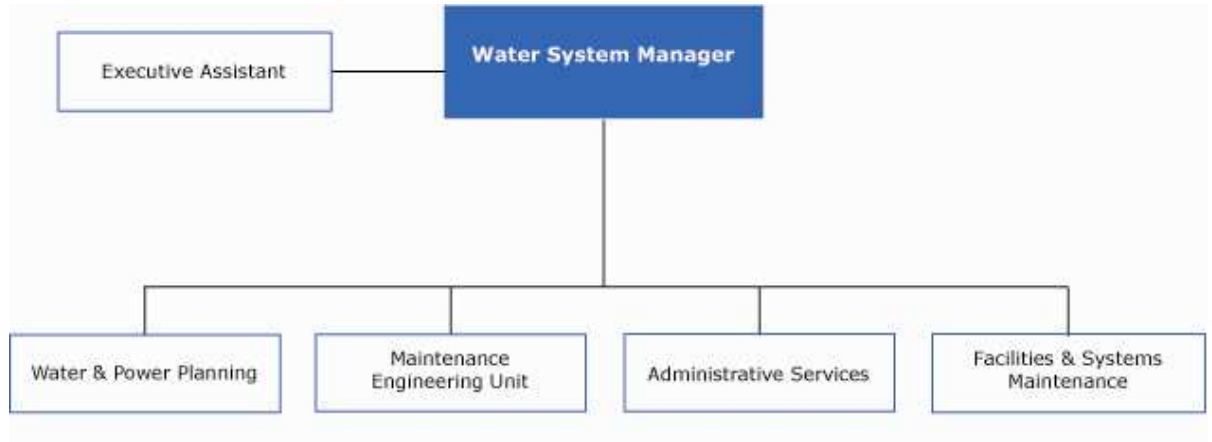 Water System Manager
Executive Assistant
Water & Power Planning
Maintenance
Engineering Unit
Administrative Services
Facilities & Systems
Maintenance